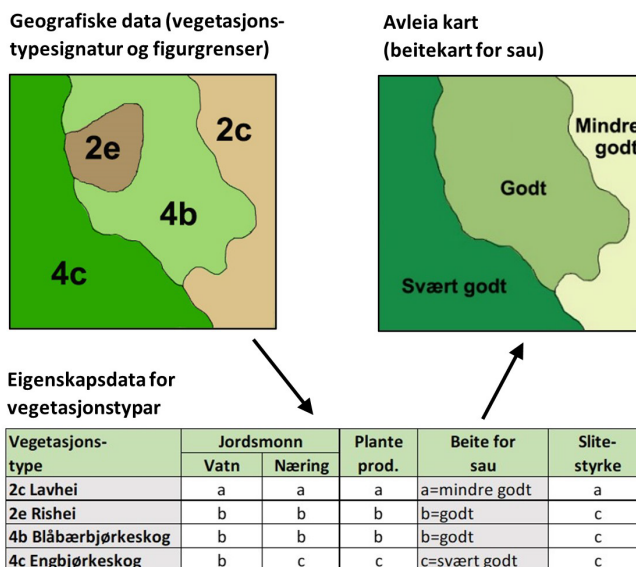 Geografiske data (vegetasjons-
typesignatur og figurgrenser)
Avleia kart
(beitekart for sau)
2e
2c
4b
4c
Mindre
godt
Godt
Svært godt
Eigenskapsdata for
vegetasjonstypar
Vegetasjons-
type
Jordsmonn
Vatn
Næring
Plante
prod.
Beite for
sau
Slite-
styrke
2c Lavhei a a a a=mindre godt a
2e Rishei b b b b=godt c
4b Blåbærbjørkeskog b b b b=godt c
4c Engbjørkeskog b c c c=svært godt c